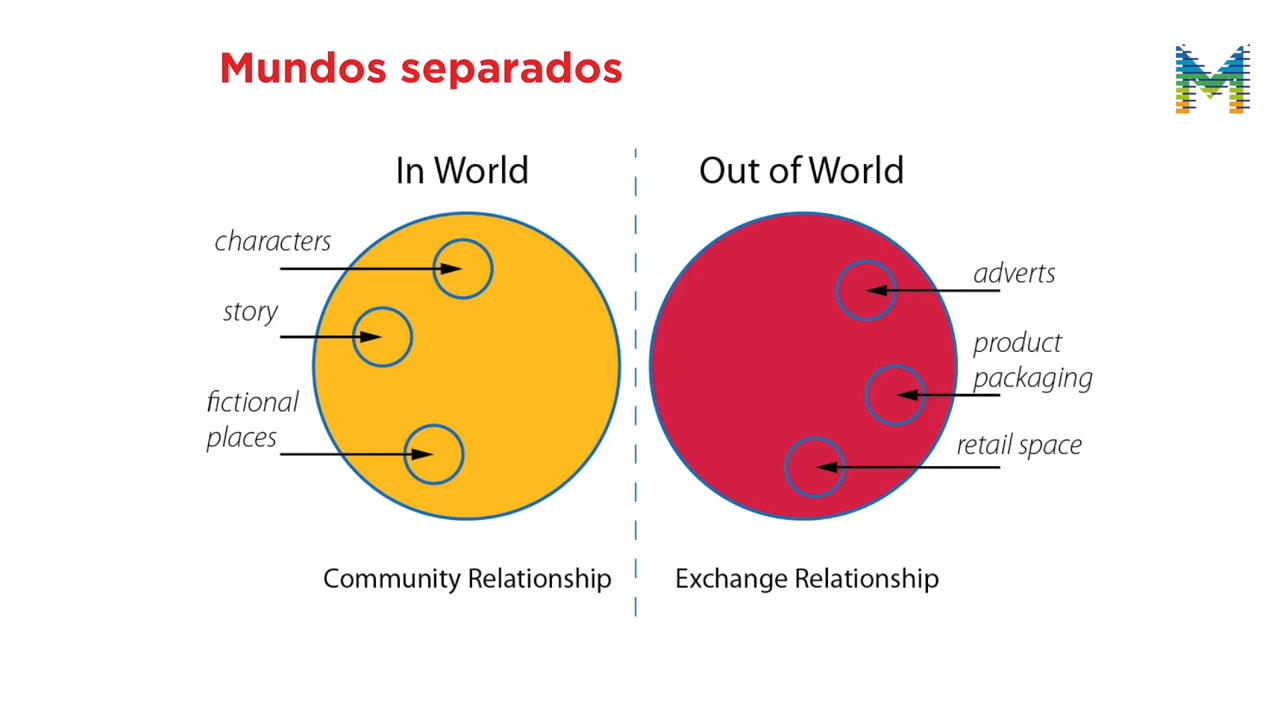 Mundos separados
M
In World
Out of World
characters
story
fictional
places
adverts
product
packaging
retail space
Community Relationship
Exchange Relationship